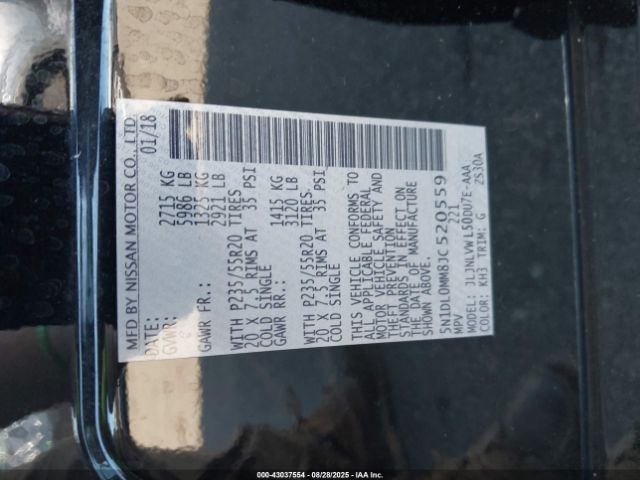 MFD BY NISSAN MOTOR CO., LTD.
DATE: 01/18
GVWR: 2715 KG
5986 LB
GAWR FR.: 1325 KG
2921 LB
WITH P235/55R20 TIRES
20 X 7.5 RIMS AT 35 PSI
COLD SINGLE
GAWR RR.: 1415 KG
3120 LB
WITH P235/55R20 TIRES
20 X 7.5 RIMS AT 35 PSI
COLD SINGLE
THIS VEHICLE CONFORMS TO
ALL APPLICABLE FEDERAL
MOTOR VEHICLE SAFETY AND
THEFT PREVENTION
STANDARDS IN EFFECT ON
THE DATE OF MANUFACTURE
SHOWN ABOVE.
5N1DL0MM8JC520559
MPV 221
MODEL: JLJNLVWL50DU7E-AAA
COLOR: KH3 TRIM: G 2S30A
000-43037554 - 08/28/2025 - IAA Inc.